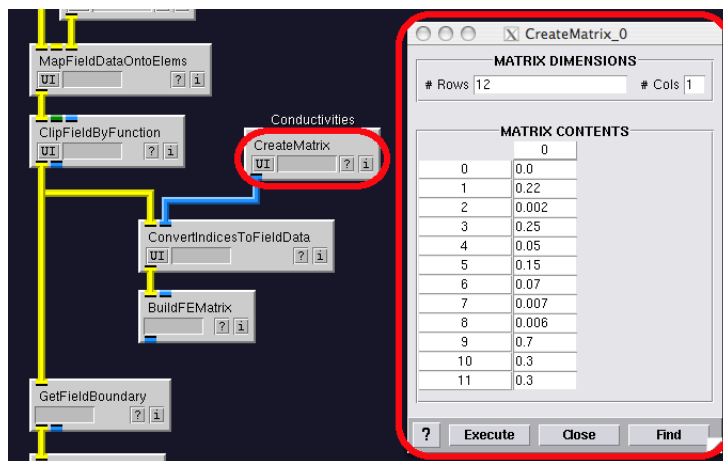 MapFieldDataOntoElems
UI ? i
ClipFieldByFunction
UI ? i
Conductivities
CreateMatrix
UI ? i
ConvertIndicesToFieldData
UI ? i
BuildFEMatrix
? i
GetFieldBoundary
? i
X CreateMatrix_0
MATRIX DIMENSIONS
# Rows 12 # Cols 1
MATRIX CONTENTS
0
0 0.0
1 0.22
2 0.002
3 0.25
4 0.05
5 0.15
6 0.07
7 0.007
8 0.006
9 0.7
10 0.3
11 0.3
? Execute Close Find